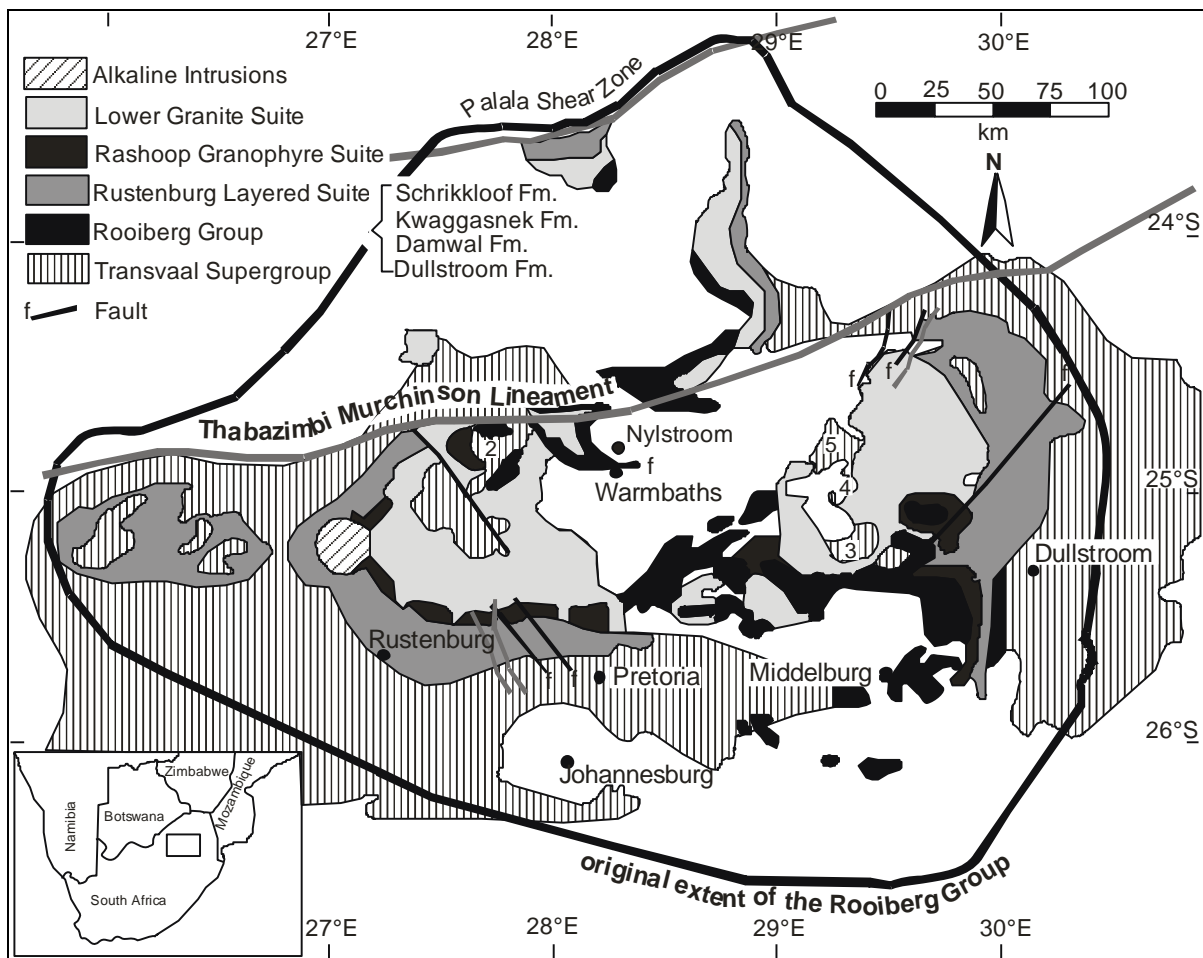 27°E
28°E
29°E
30°E
Alkaline Intrusions
Lower Granite Suite
Rashoop Granophyre Suite
Rustenburg Layered Suite
Rooiberg Group
Transvaal Supergroup
f Fault
Schrikkloof Fm.
Kwaggasnek Fm.
Damwal Fm.
Dullstroom Fm.
Palala Shear Zone
0 25 50 75 100
km
N
24°S
Thabazimbi Murchinson Lineament
f
f
f
2
Nylstroom
f
Warmbaths
5
4
3
25°S
Dullstroom
Rustenburg
f
f
Pretoria
Middelburg
26°S
Johannesburg
original extent of the Rooiberg Group
Zimbabwe
Mozambique
Namibia
Botswana
South Africa
27°E
28°E
29°E
30°E